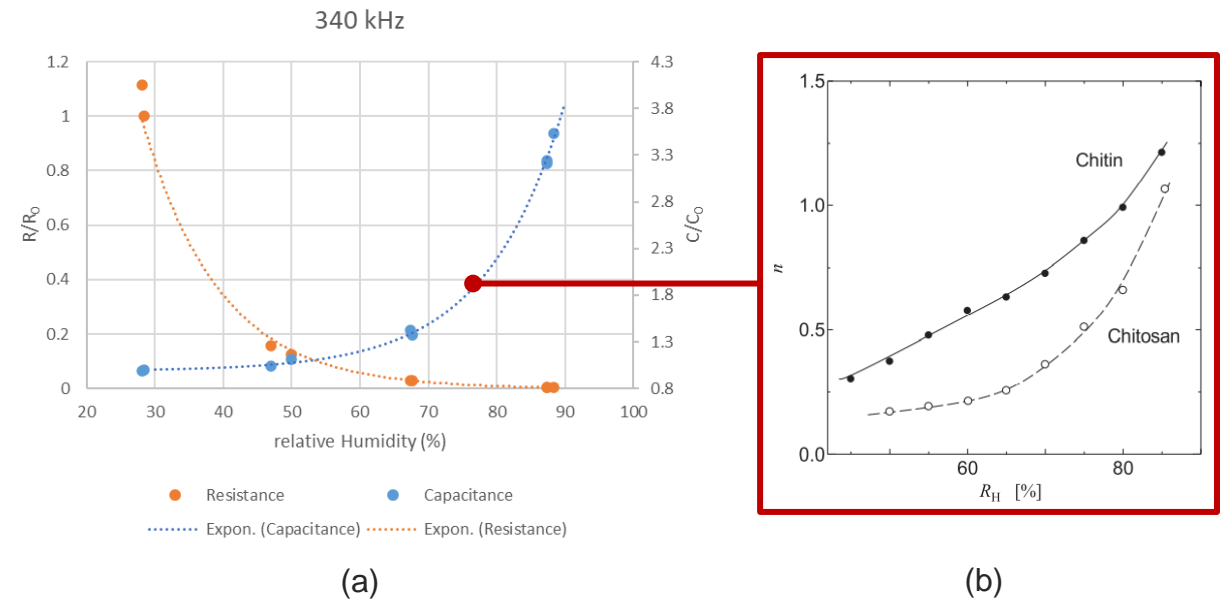 340 kHz
1.2
1
0.8
0.6
0.4
0.2
0
R/R₀
4.3
3.8
3.3
2.8
2.3
1.8
1.3
0.8
C/C₀
20 30 40 50 60 70 80 90 100
relative Humidity (%)
Resistance Capacitance
Expon. (Capacitance) Expon. (Resistance)
(a)
1.5
1.0
0.5
0.0
n
Chitin
Chitosan
60 80
R_H [%]
(b)